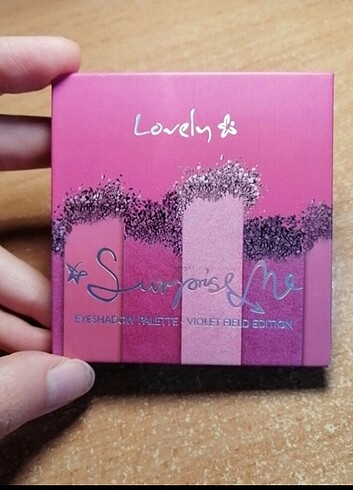 Lovely
Surprise Me
EYESHADOW PALETTE - VIOLET FIELD EDITION